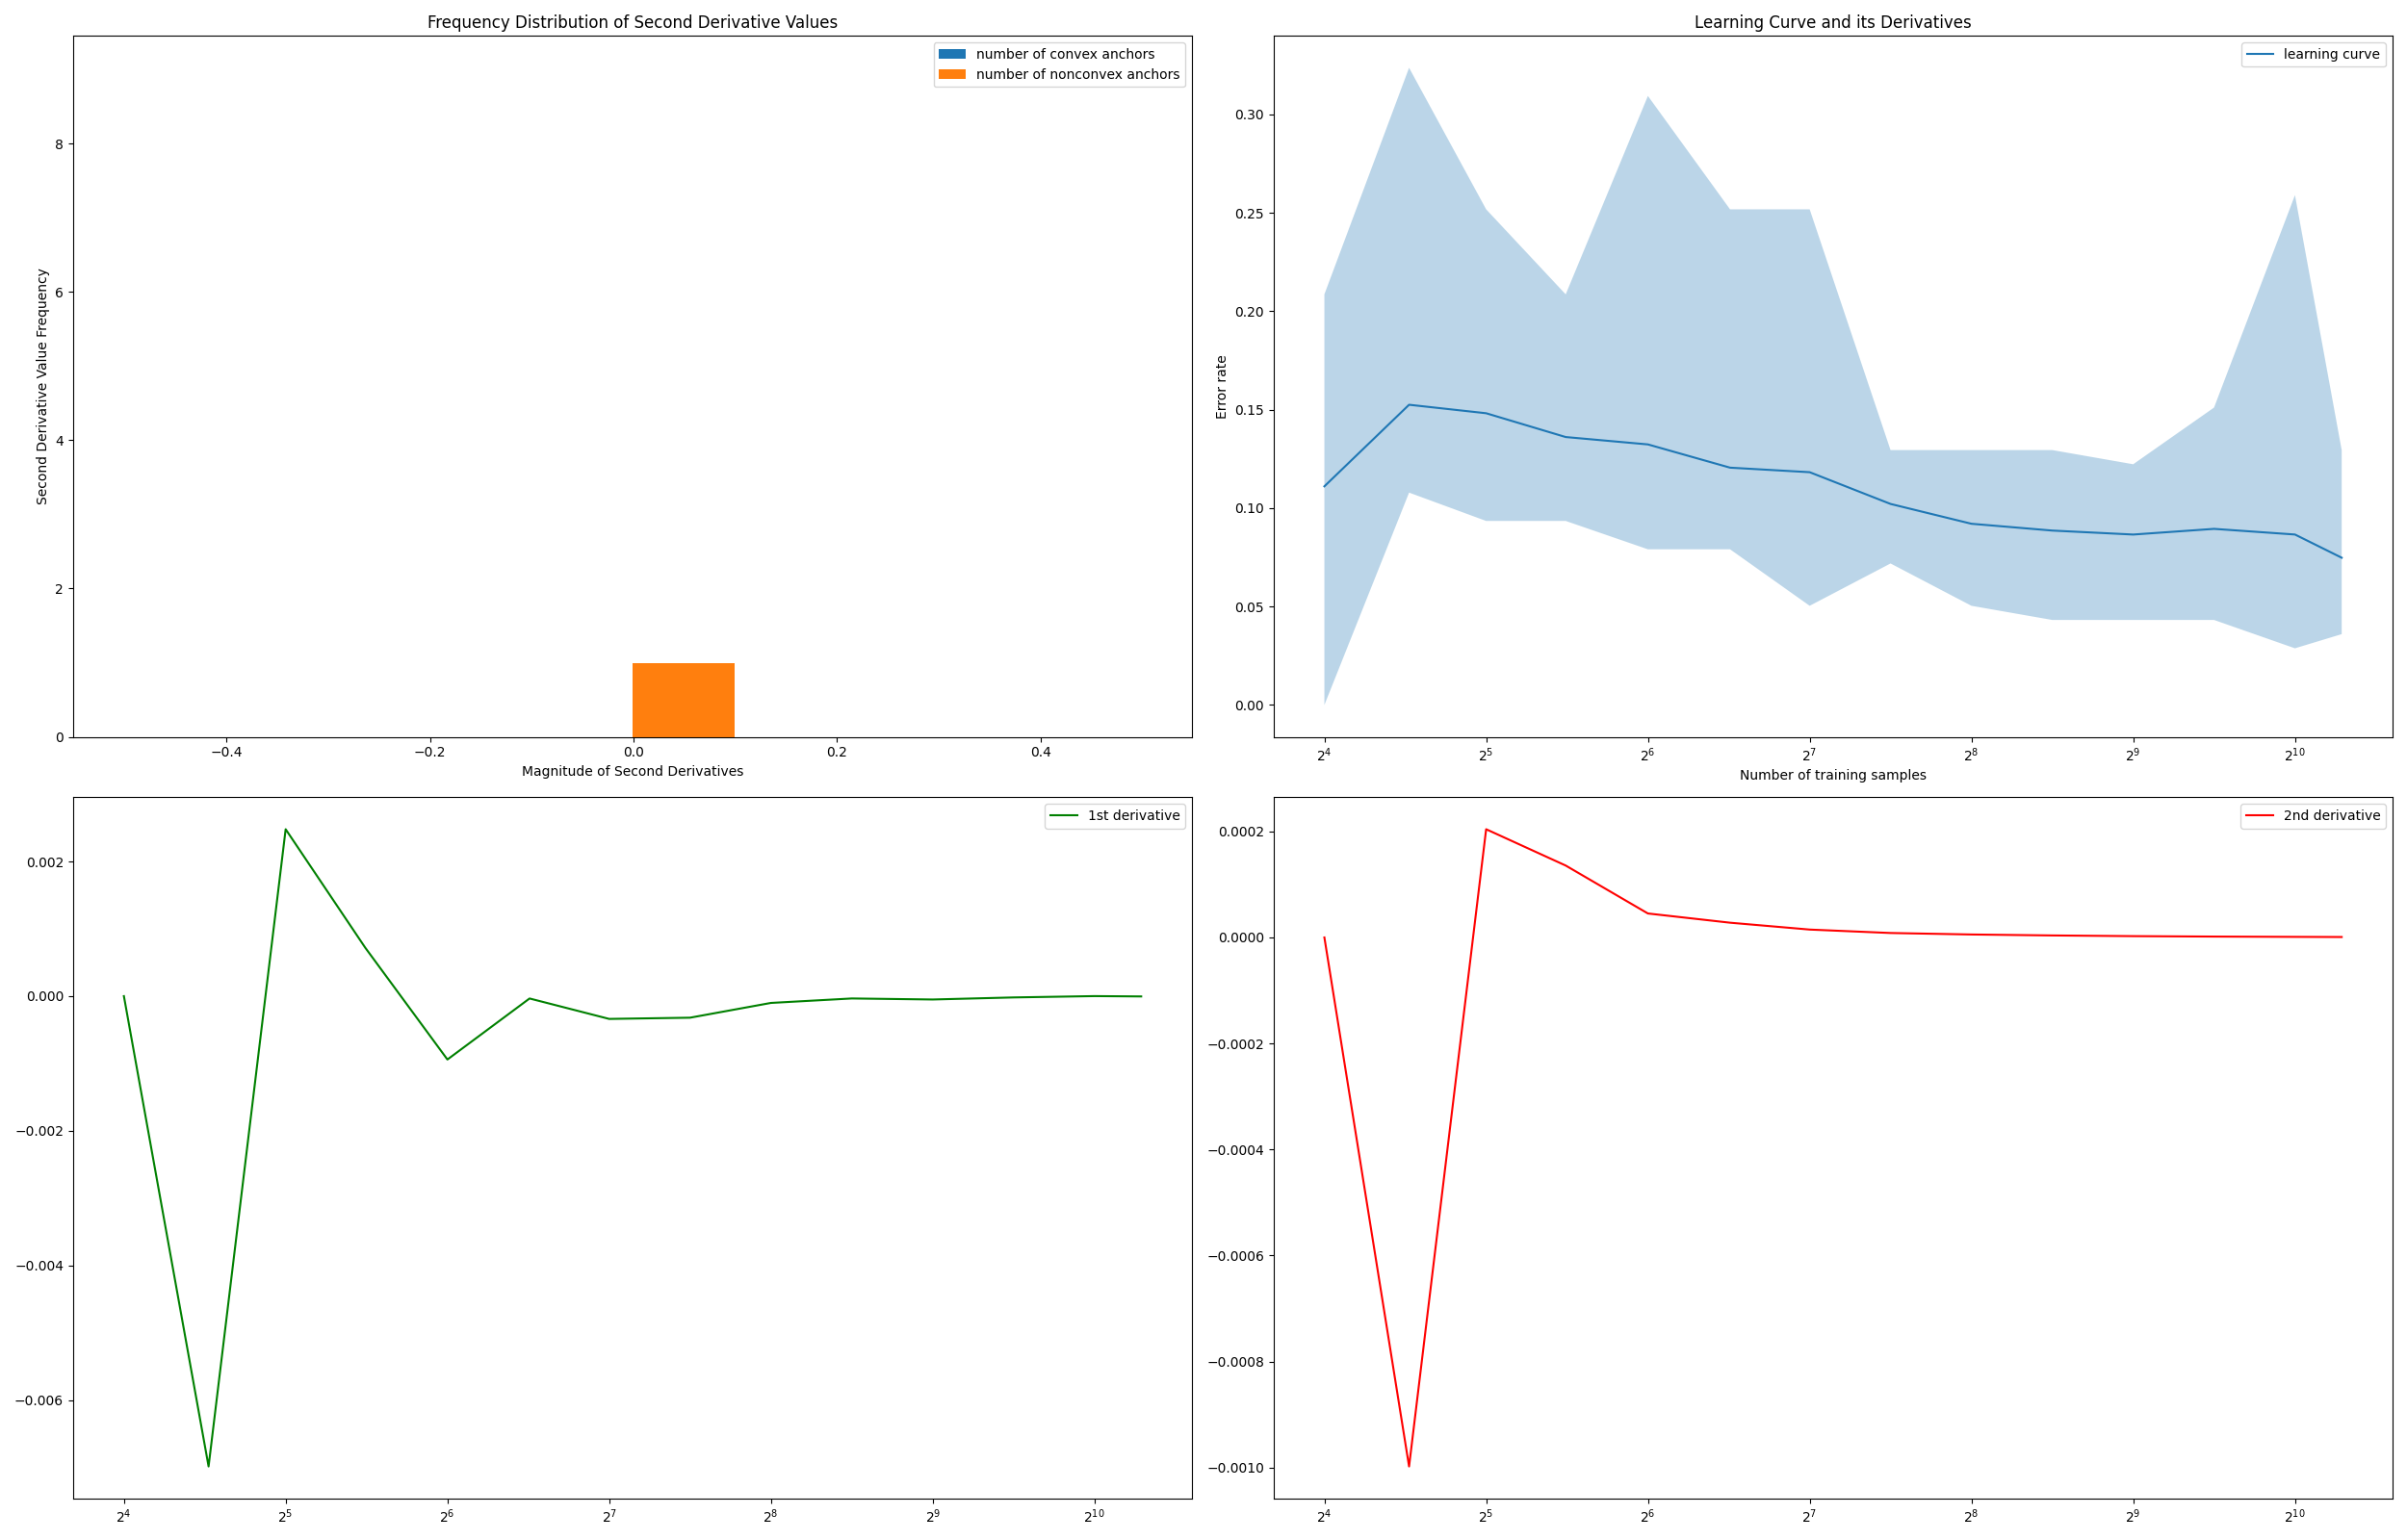 Frequency Distribution of Second Derivative Values
number of convex anchors
number of nonconvex anchors
Second Derivative Value Frequency
8
6
4
2
0
−0.4 −0.2 0.0 0.2 0.4
Magnitude of Second Derivatives
Learning Curve and its Derivatives
learning curve
Error rate
0.30
0.25
0.20
0.15
0.10
0.05
0.00
2⁴ 2⁵ 2⁶ 2⁷ 2⁸ 2⁹ 2¹⁰
Number of training samples
1st derivative
0.002
0.000
−0.002
−0.004
−0.006
2⁴ 2⁵ 2⁶ 2⁷ 2⁸ 2⁹ 2¹⁰
2nd derivative
0.0002
0.0000
−0.0002
−0.0004
−0.0006
−0.0008
−0.0010
2⁴ 2⁵ 2⁶ 2⁷ 2⁸ 2⁹ 2¹⁰